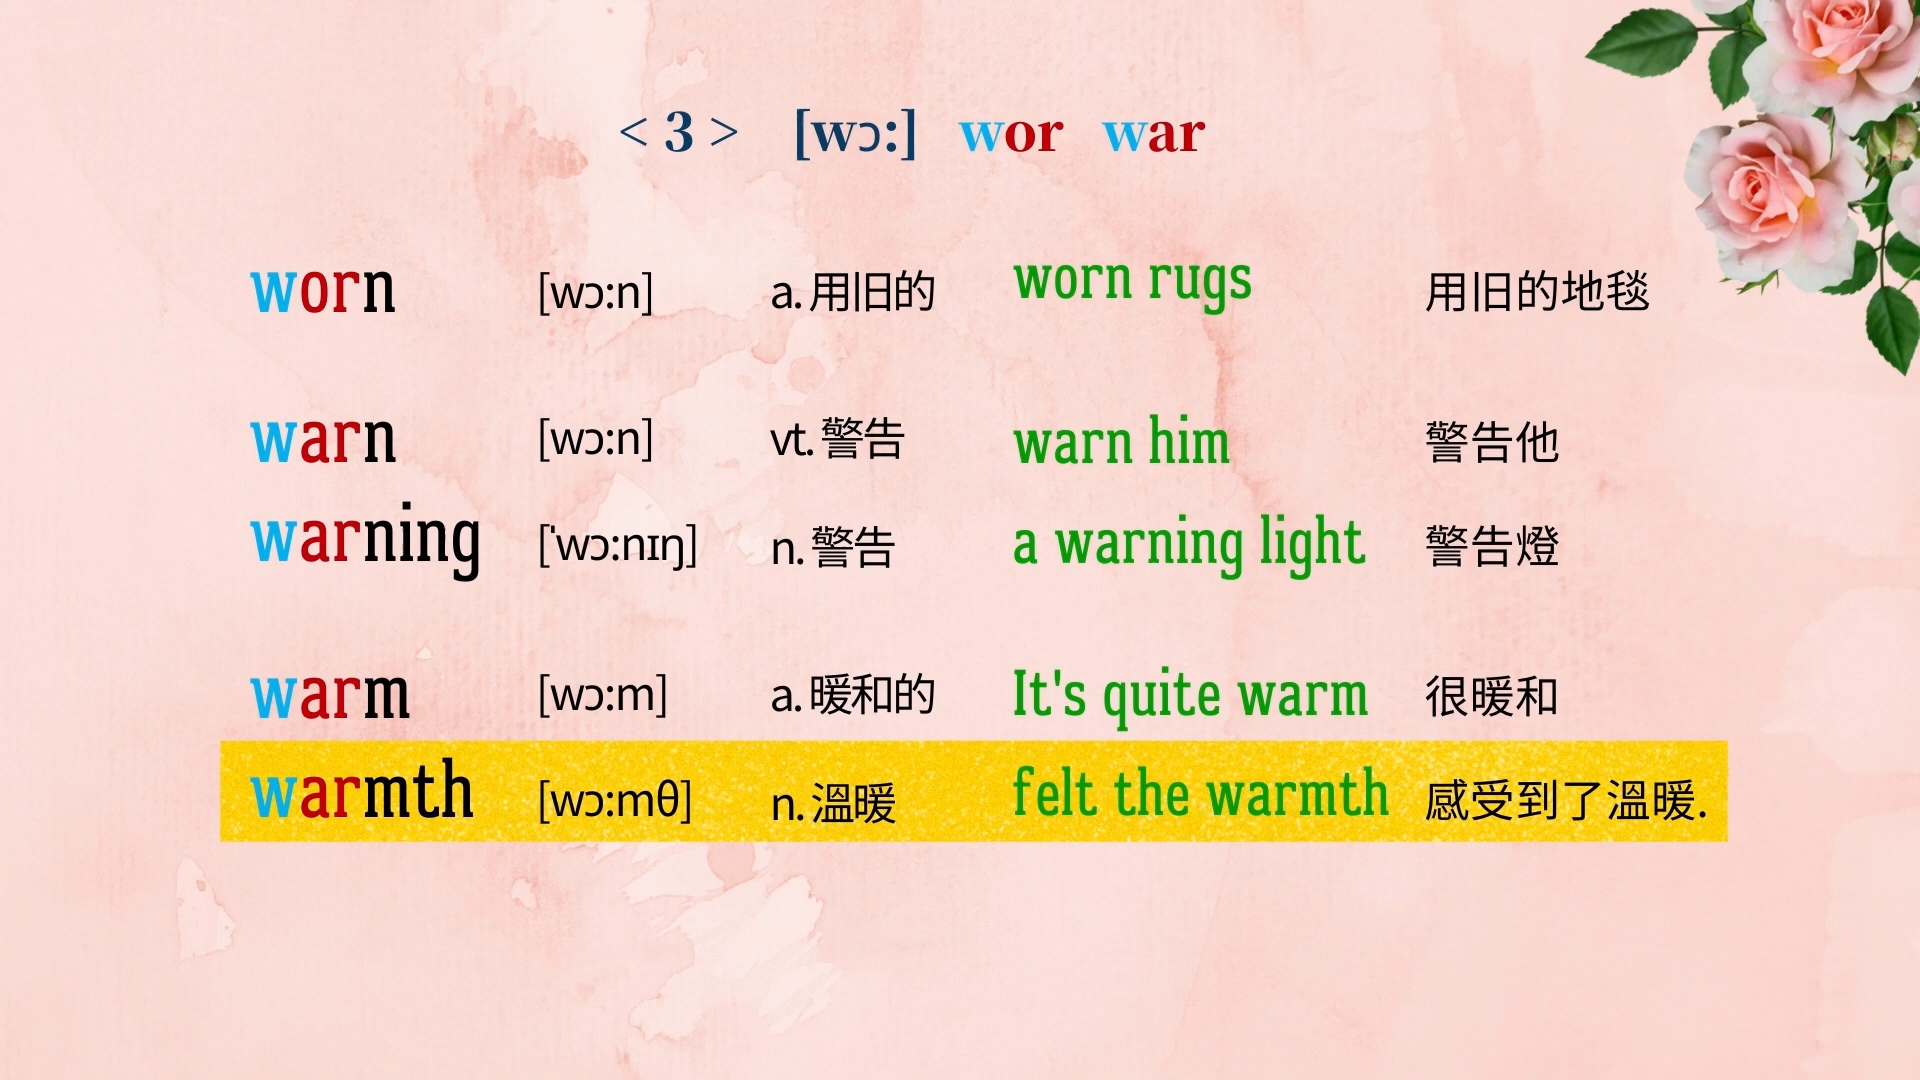 < 3 > [wɔ:] wor war
worn [wɔ:n] a. 用旧的 worn rugs 用旧的地毯
warn [wɔ:n] vt. 警告 warn him 警告他
warning ['wɔ:nɪŋ] n. 警告 a warning light 警告燈
warm [wɔ:m] a. 暖和的 It's quite warm 很暖和
warmth [wɔ:mθ] n. 溫暖 felt the warmth 感受到了溫暖.